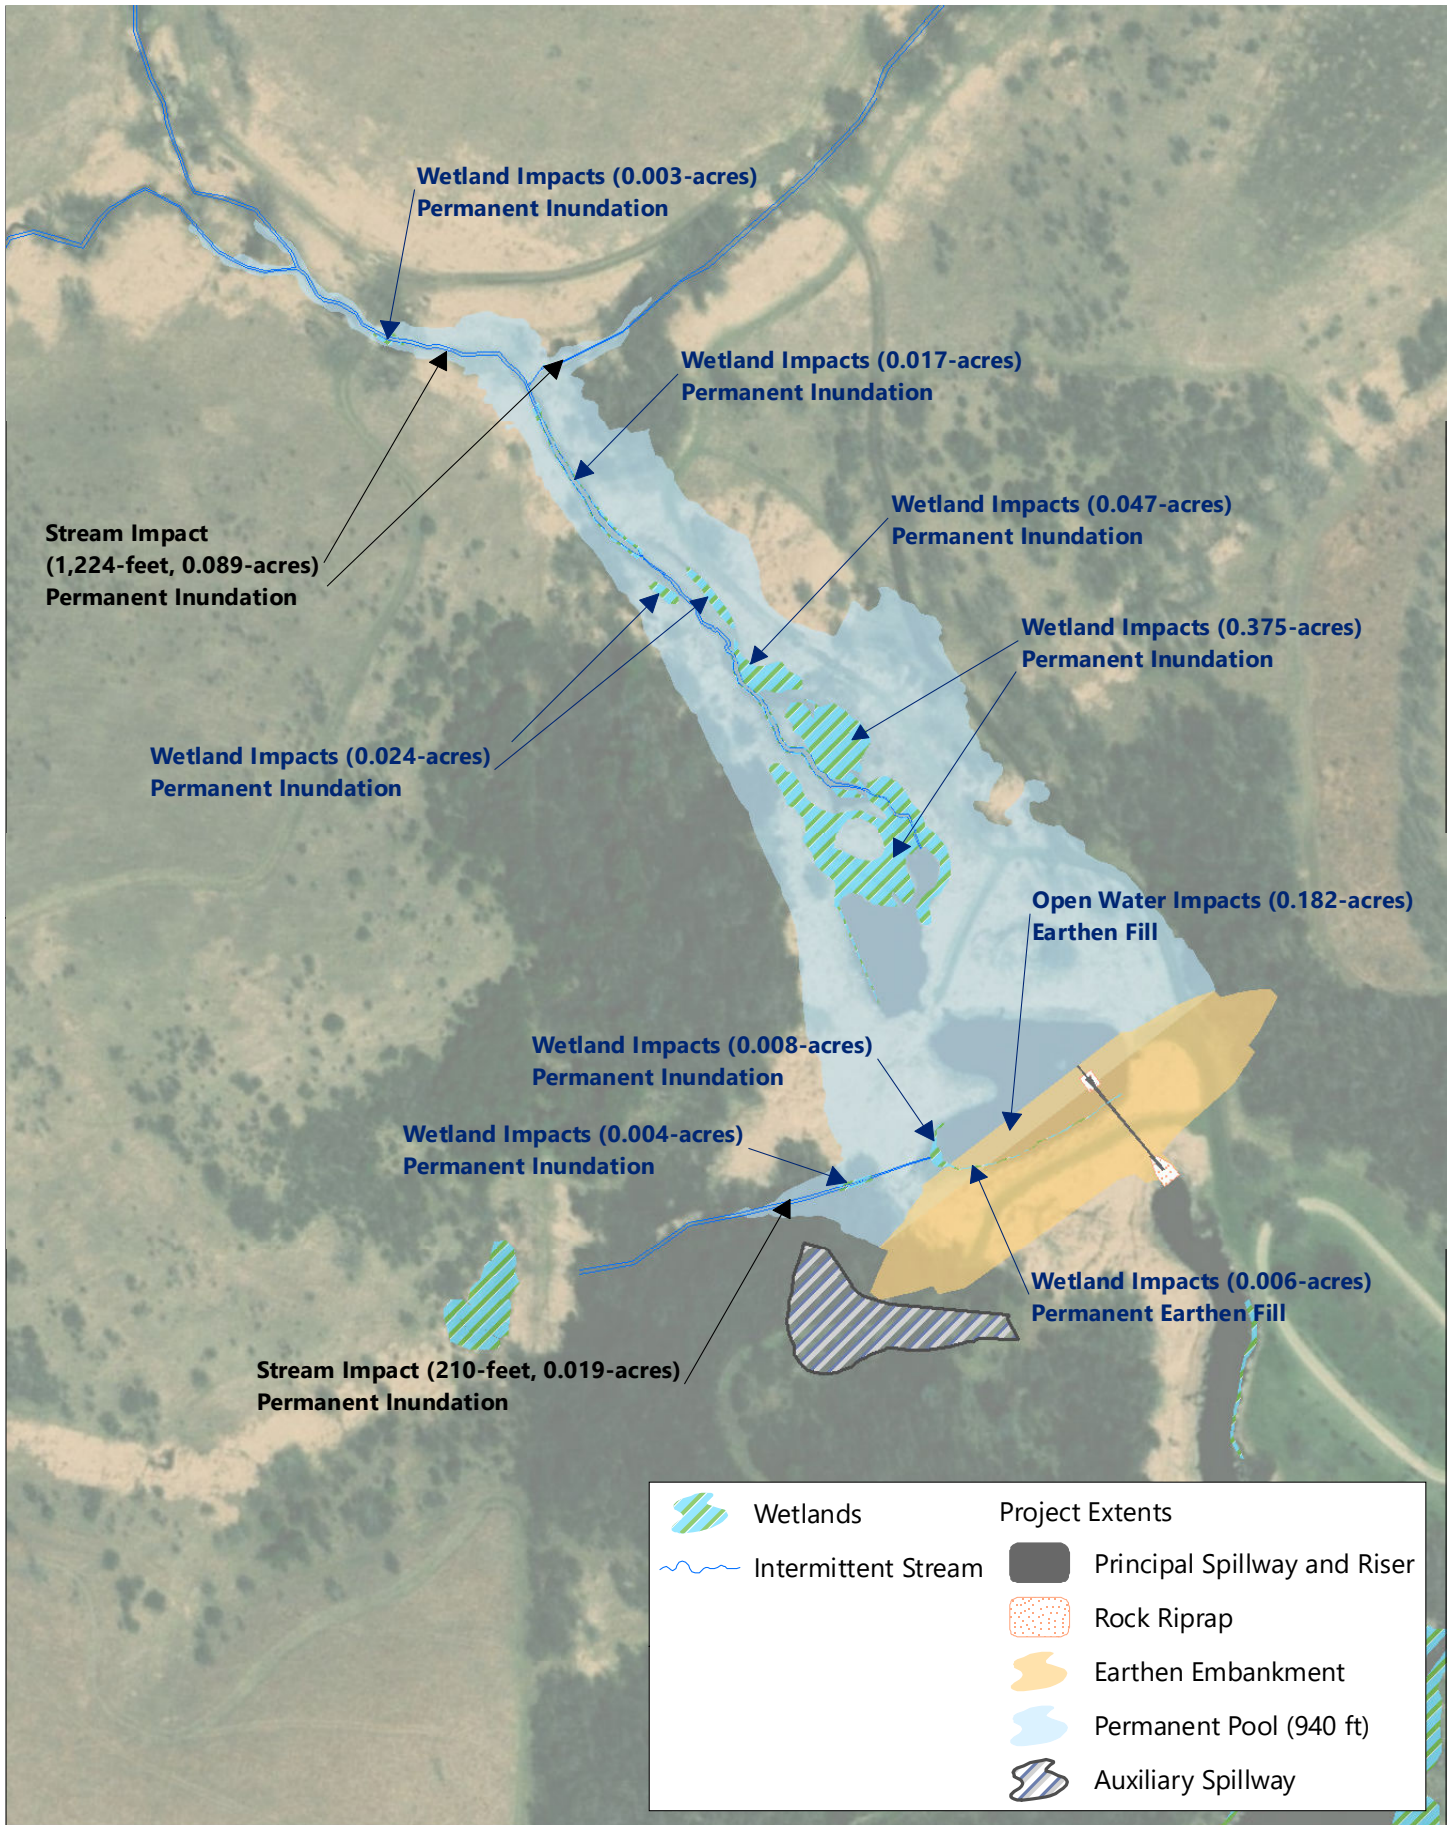 Wetland Impacts (0.003-acres)
Permanent Inundation
Wetland Impacts (0.017-acres)
Permanent Inundation
Wetland Impacts (0.047-acres)
Permanent Inundation
Stream Impact
(1,224-feet, 0.089-acres)
Permanent Inundation
Wetland Impacts (0.375-acres)
Permanent Inundation
Wetland Impacts (0.024-acres)
Permanent Inundation
Open Water Impacts (0.182-acres)
Earthen Fill
Wetland Impacts (0.008-acres)
Permanent Inundation
Wetland Impacts (0.004-acres)
Permanent Inundation
Wetland Impacts (0.006-acres)
Permanent Earthen Fill
Stream Impact (210-feet, 0.019-acres)
Permanent Inundation
Wetlands
Intermittent Stream
Project Extents
Principal Spillway and Riser
Rock Riprap
Earthen Embankment
Permanent Pool (940 ft)
Auxiliary Spillway